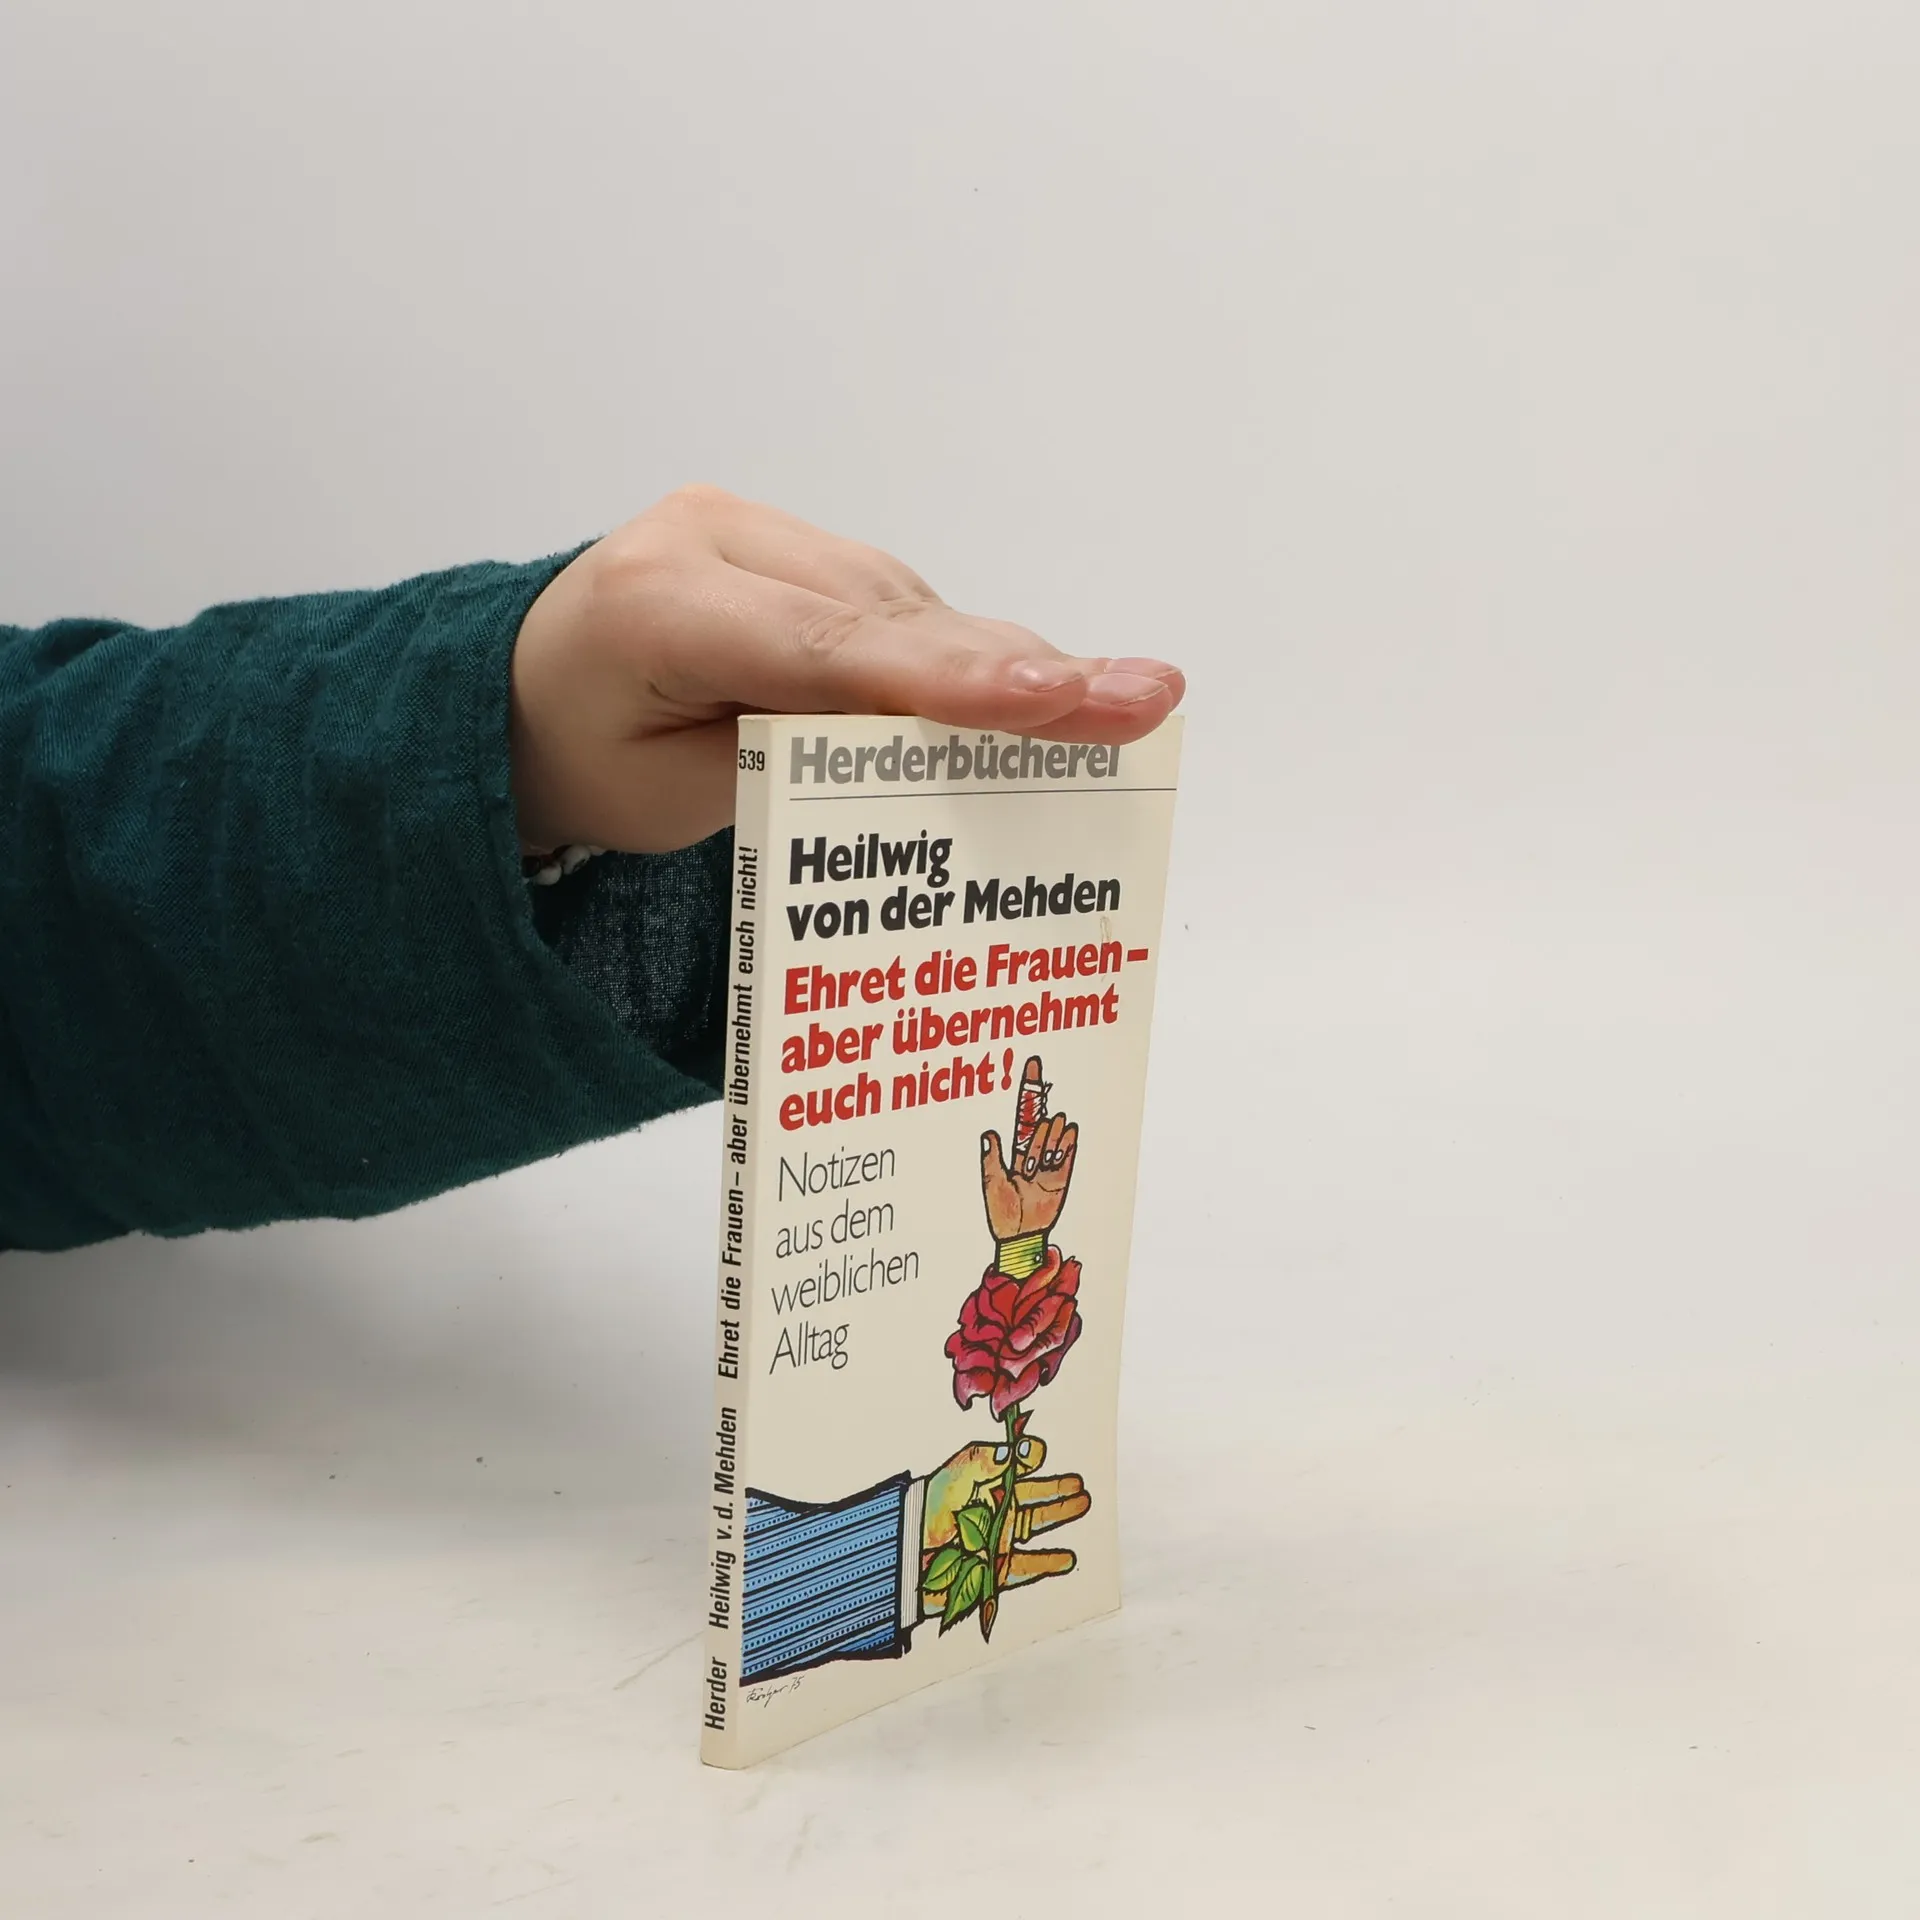 539
Herderbücherei
Heilwig
von der Mehden
Ehret die Frauen–
aber übernehmt
euch nicht!
Notizen
aus dem
weiblichen
Alltag
Herder Heilwig v. d. Mehden Ehret die Frauen – aber übernehmt euch nicht!